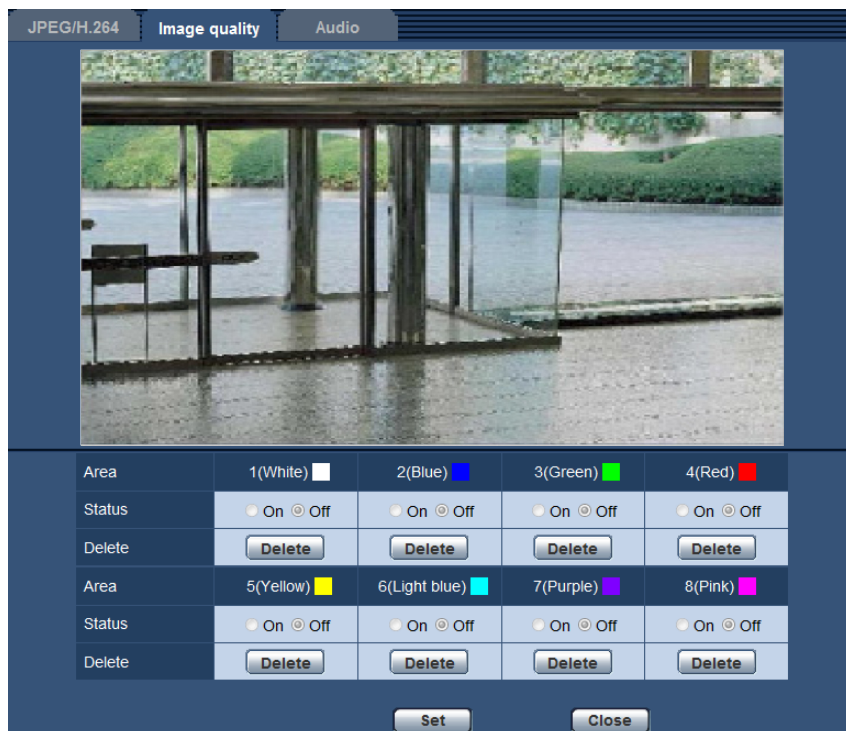 JPEG/H.264 Image quality Audio
Area 1(White) 2(Blue) 3(Green) 4(Red)
Status On Off On Off On Off On Off
Delete Delete Delete Delete Delete
Area 5(Yellow) 6(Light blue) 7(Purple) 8(Pink)
Status On Off On Off On Off On Off
Delete Delete Delete Delete Delete
Set Close